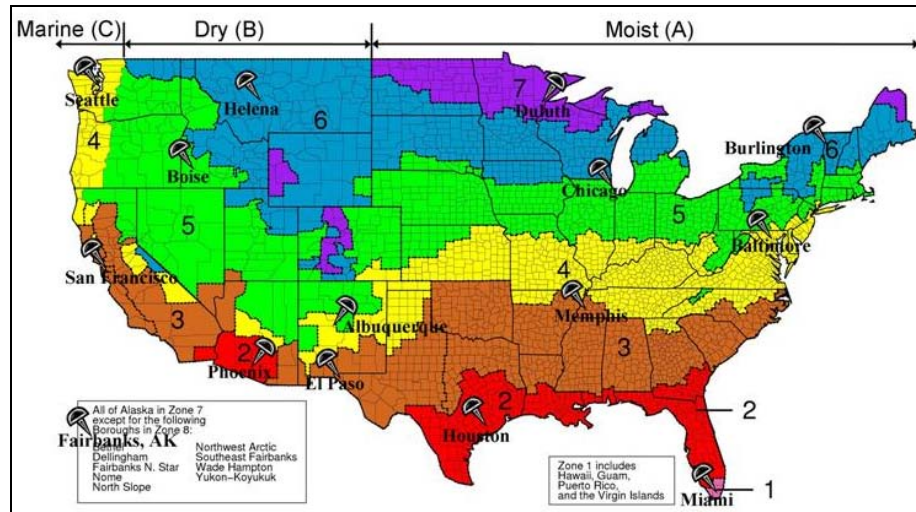 Marine (C) Dry (B) Moist (A)
Seattle
Helena
7
Duluth
6
4
Burlington
6
Boise
Chicago
5
5
Baltimore
San Francisco
4
Albuquerque
Memphis
3
3
2
Phoenix
El Paso
2
Houston
2
Miami
1
All of Alaska in Zone 7
except for the following
Boroughs in Zone 8:
Fairbanks, AK
Bethel Northwest Arctic
Dellingham Southeast Fairbanks
Fairbanks N. Star Wade Hampton
Nome Yukon-Koyukuk
North Slope
Zone 1 includes
Hawaii, Guam,
Puerto Rico,
and the Virgin Islands